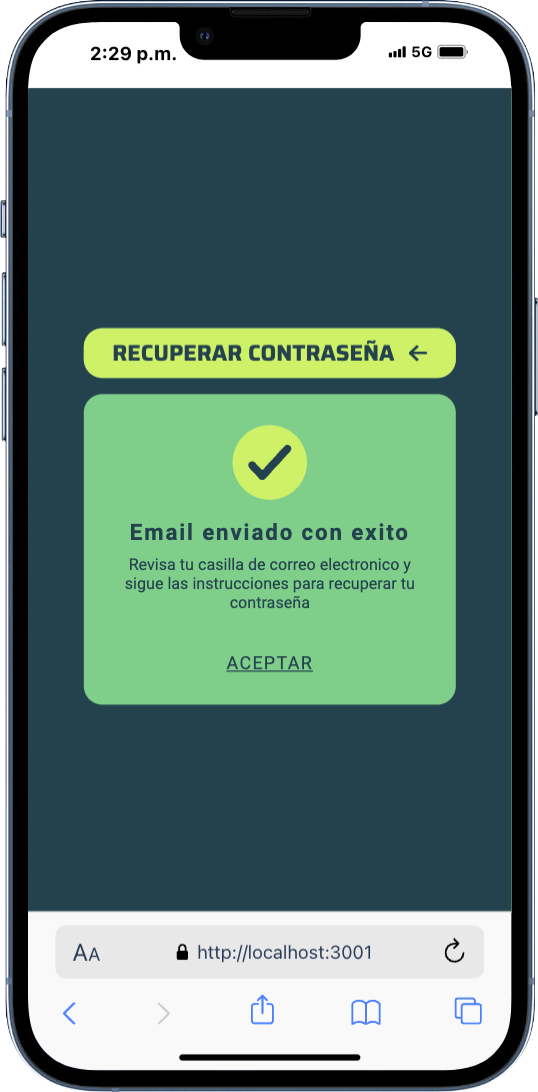 2:29 p.m. 5G
RECUPERAR CONTRASEÑA
Email enviado con exito
Revisa tu casilla de correo electronico y
sigue las instrucciones para recuperar tu
contraseña
ACEPTAR
AA http://localhost:3001